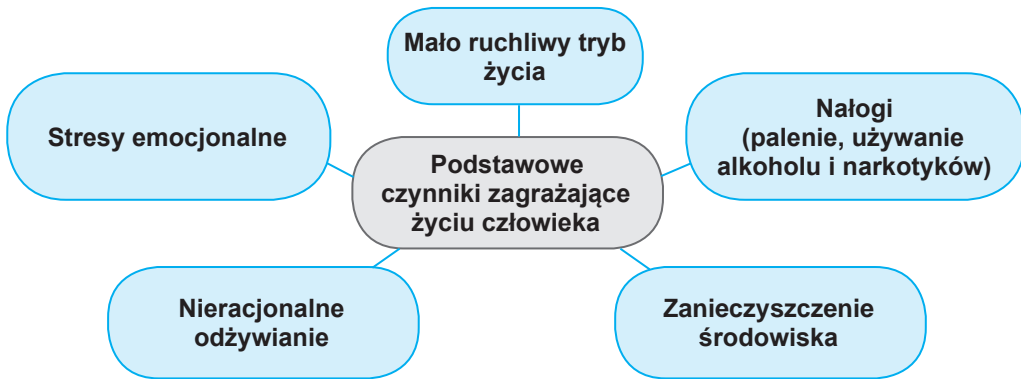 Mało ruchliwy tryb
życia
Stresy emocjonalne
Nałogi
(palenie, używanie
alkoholu i narkotyków)
Podstawowe
czynniki zagrażające
życiu człowieka
Nieracjonalne
odżywianie
Zanieczyszczenie
środowiska